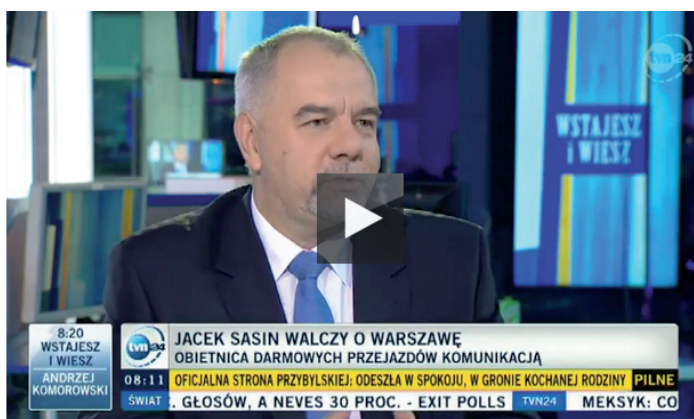 tvn24
WSTAJESZ
i WIESZ
8:20
WSTAJESZ
I WIESZ
ANDRZEJ
KOMOROWSKI
tvn24
JACEK SASIN WALCZY O WARSZAWĘ
OBIETNICA DARMOWYCH PRZEJAZDÓW KOMUNIKACJĄ
08:11 OFICJALNA STRONA PRZYBYLSKIEJ: ODESZŁA W SPOKOJU, W GRONIE KOCHANEJ RODZINY PILNE
ŚWIAT . GŁOSÓW, A NEVES 30 PROC. - EXIT POLLS TVN24 MEKSYK: CO